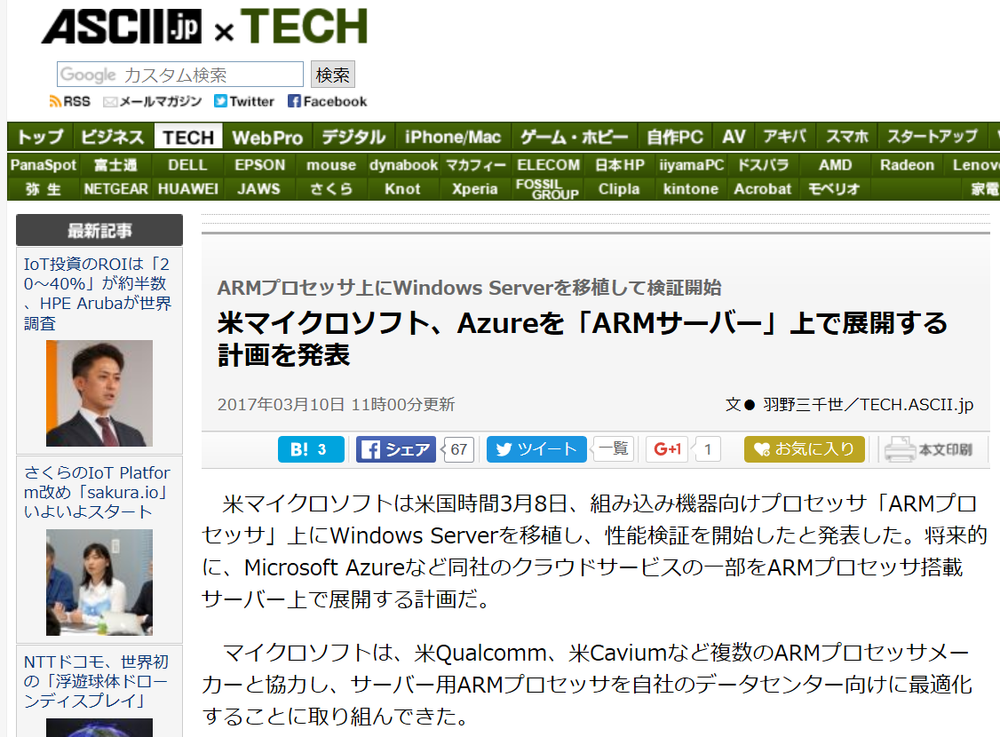 ASCII.jp × TECH
Google カスタム検索 検索
RSS メールマガジン Twitter Facebook
トップ ビジネス TECH WebPro デジタル iPhone/Mac ゲーム・ホビー 自作PC AV アキバ スマホ スタートアップ
PanaSpot 富士通 DELL EPSON mouse dynabook マカフィー ELECOM 日本HP iiyamaPC ドスパラ AMD Radeon Lenov
弥生 NETGEAR HUAWEI JAWS さくら Knot Xperia FOSSIL GROUP Clipla kintone Acrobat モベリオ 家電
最新記事
IoT投資のROIは「2
0～40%」が約半数
、HPE Arubaが世界
調査
さくらのIoT Platfor
m改め「sakura.io」
いよいよスタート
NTTドコモ、世界初
の「浮遊球体ドロー
ンディスプレイ」
ARMプロセッサ上にWindows Serverを移植して検証開始
米マイクロソフト、Azureを「ARMサーバー」上で展開する
計画を発表
2017年03月10日 11時00分更新
文● 羽野三千世／TECH.ASCII.jp
B! 3 シェア 67 ツイート 一覧 G+1 1 お気に入り 本文印刷
米マイクロソフトは米国時間3月8日、組み込み機器向けプロセッサ「ARMプロ
セッサ」上にWindows Serverを移植し、性能検証を開始したと発表した。将来的
に、Microsoft Azureなど同社のクラウドサービスの一部をARMプロセッサ搭載
サーバー上で展開する計画だ。
マイクロソフトは、米Qualcomm、米Caviumなど複数のARMプロセッサメー
カーと協力し、サーバー用ARMプロセッサを自社のデータセンター向けに最適化
することに取り組んできた。